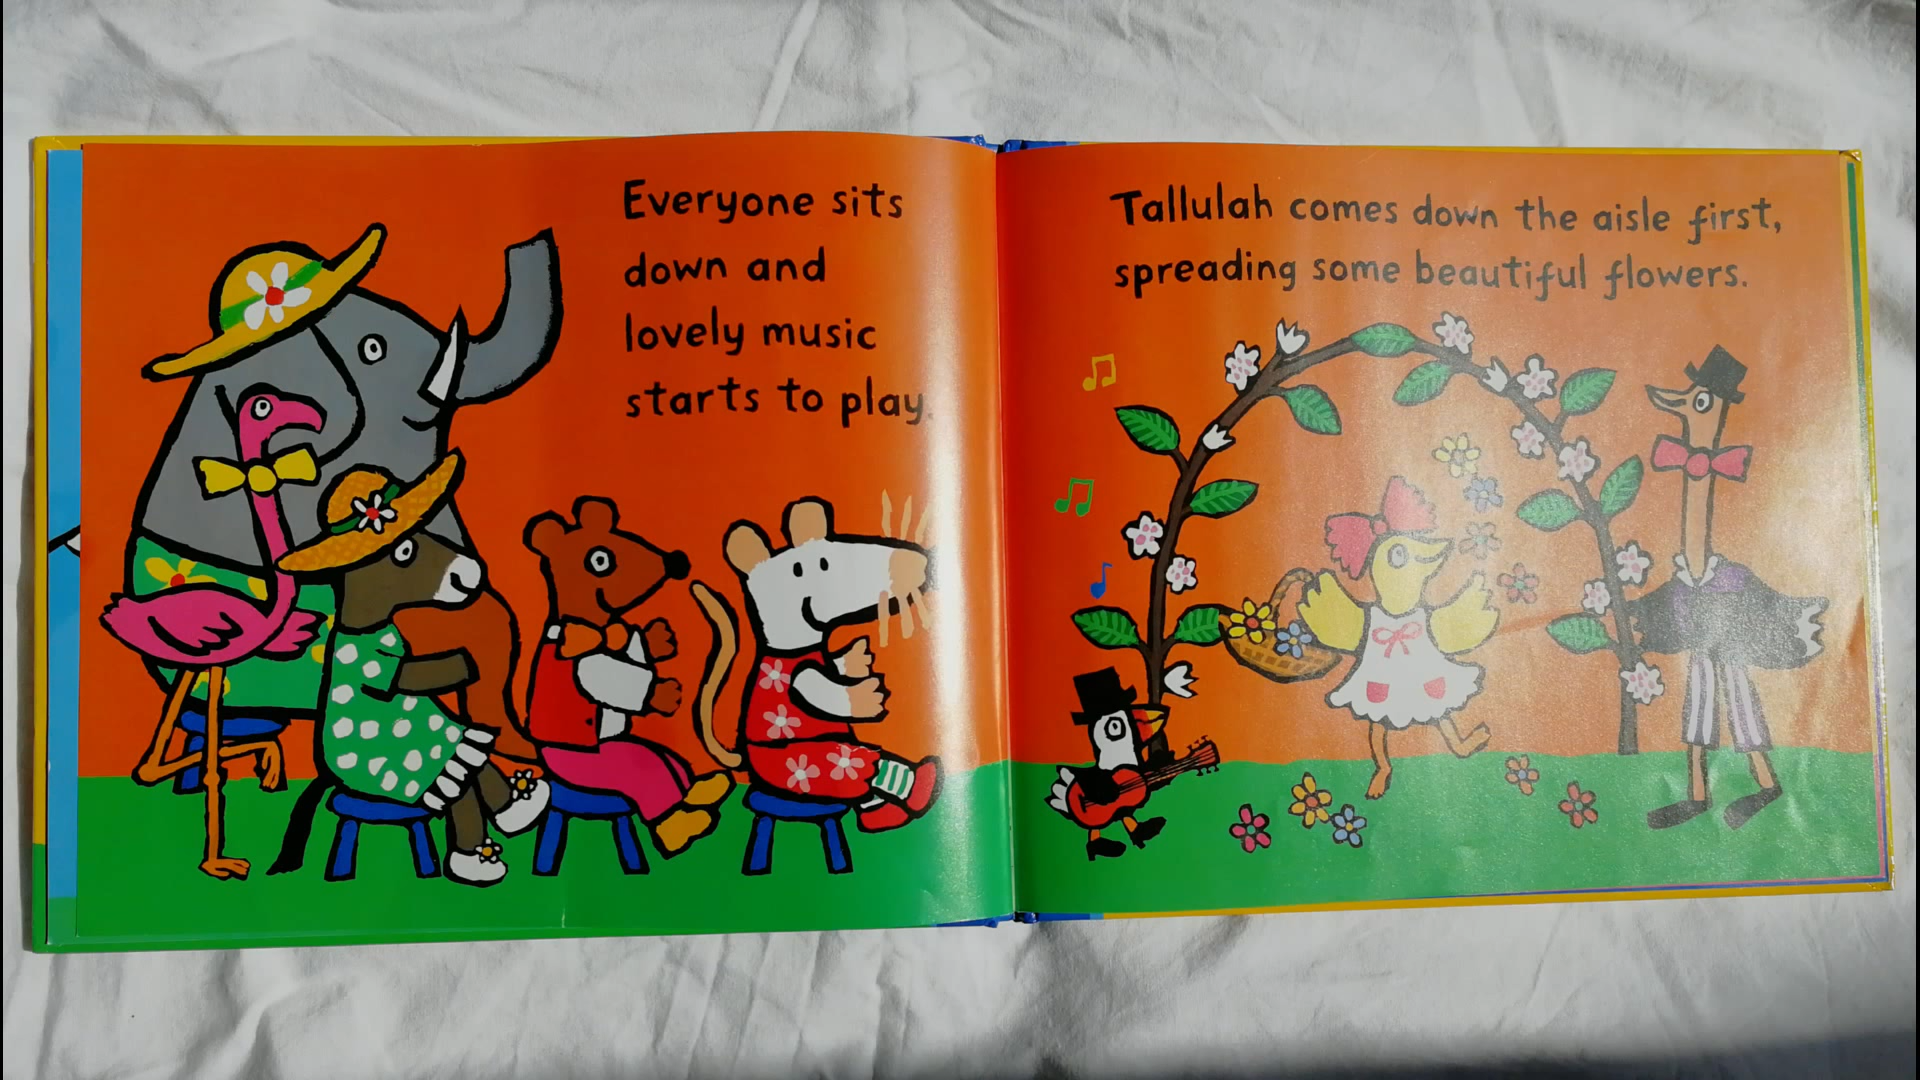 Everyone sits
down and
lovely music
starts to play.
Tallulah comes down the aisle first,
spreading some beautiful flowers.